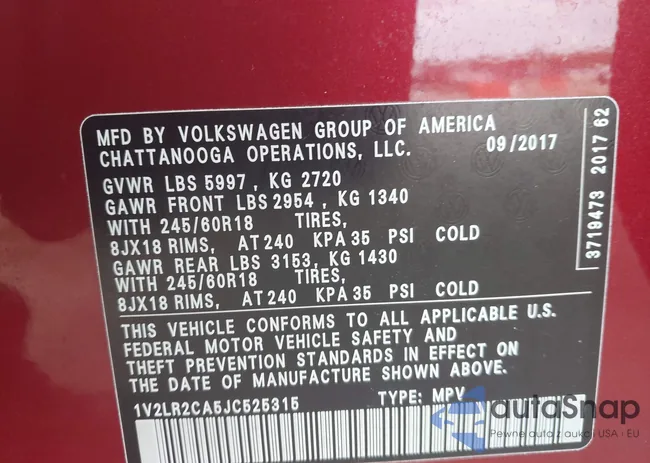 MFD BY VOLKSWAGEN GROUP OF AMERICA
CHATTANOOGA OPERATIONS, LLC. 09/2017
GVWR LBS 5997 , KG 2720
GAWR FRONT LBS 2954 , KG 1340
WITH 245/60R18 TIRES,
8JX18 RIMS, AT 240 KPA 35 PSI COLD
GAWR REAR LBS 3153, KG 1430
WITH 245/60R18 TIRES,
8JX18 RIMS, AT 240 KPA 35 PSI COLD
THIS VEHICLE CONFORMS TO ALL APPLICABLE U.S.
FEDERAL MOTOR VEHICLE SAFETY AND
THEFT PREVENTION STANDARDS IN EFFECT ON
THE DATE OF MANUFACTURE SHOWN ABOVE.
1V2LR2CA5JC525315 TYPE: MPV
3719473 2017 62
autoSnap
Pewne auta z aukcji USA - EU